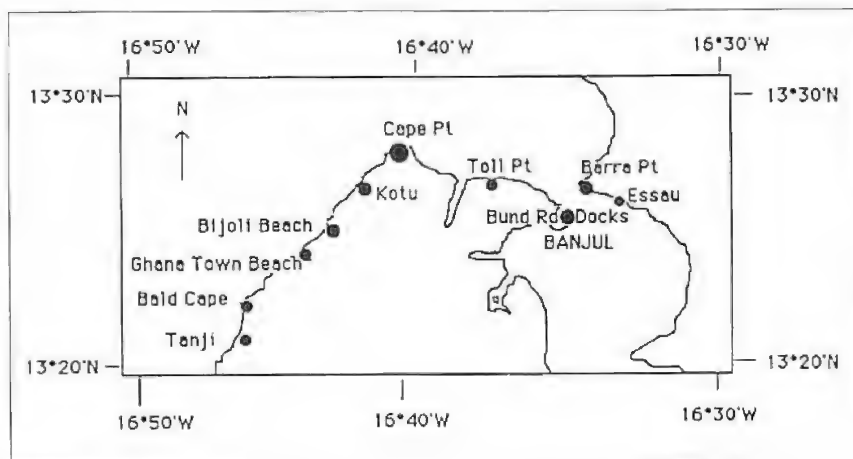 16°50'W 16°40'W 16°30'W
13°30'N 13°30'N
N
Cape Pt
Toll Pt Barra Pt
Kotu Essau
Bund Rd Docks
Bijoli Beach
BANJUL
Ghana Town Beach
Bald Cape
Tanji
13°20'N 13°20'N
16°50'W 16°40'W 16°30'W